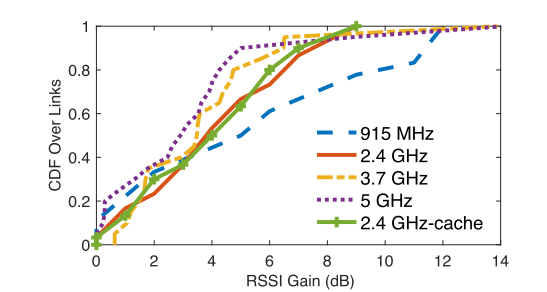 1
0.8
0.6
0.4
0.2
0
CDF Over Links
915 MHz
2.4 GHz
3.7 GHz
5 GHz
2.4 GHz-cache
0 2 4 6 8 10 12 14
RSSI Gain (dB)